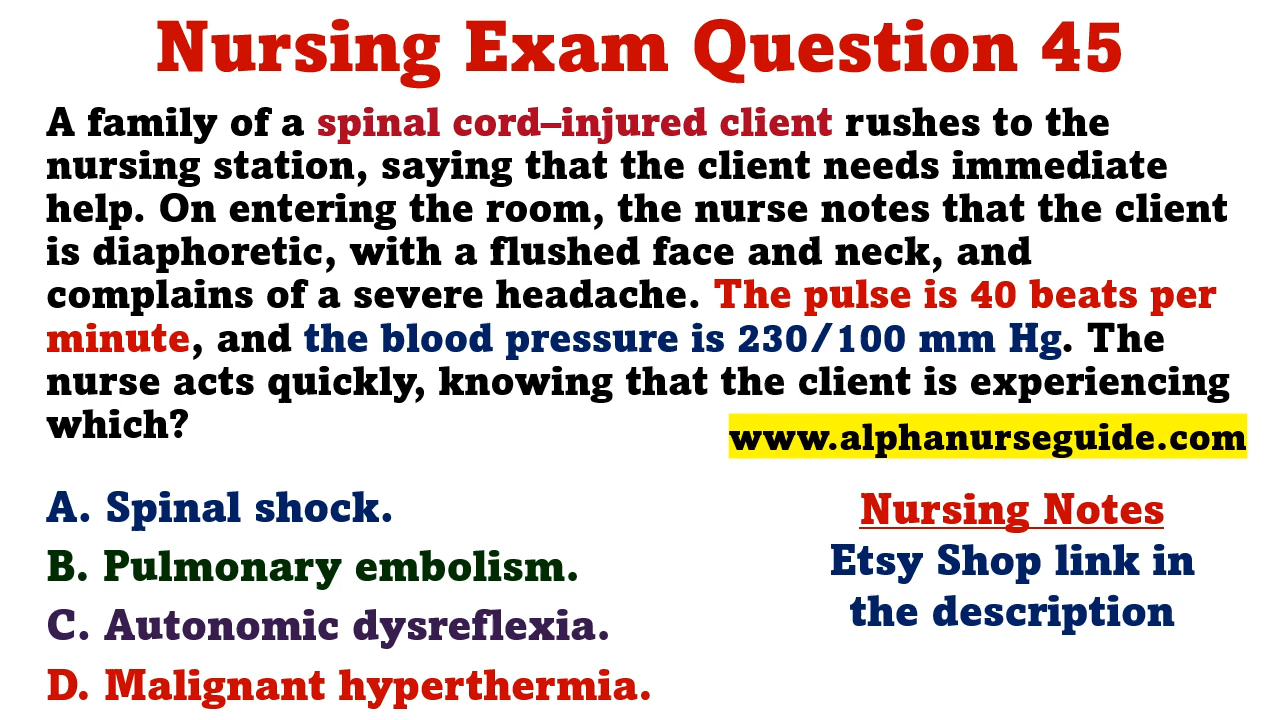 Nursing Exam Question 45
A family of a spinal cord–injured client rushes to the
nursing station, saying that the client needs immediate
help. On entering the room, the nurse notes that the client
is diaphoretic, with a flushed face and neck, and
complains of a severe headache. The pulse is 40 beats per
minute, and the blood pressure is 230/100 mm Hg. The
nurse acts quickly, knowing that the client is experiencing
which?
www.alphanurseguide.com
A. Spinal shock.
B. Pulmonary embolism.
C. Autonomic dysreflexia.
D. Malignant hyperthermia.
Nursing Notes
Etsy Shop link in
the description